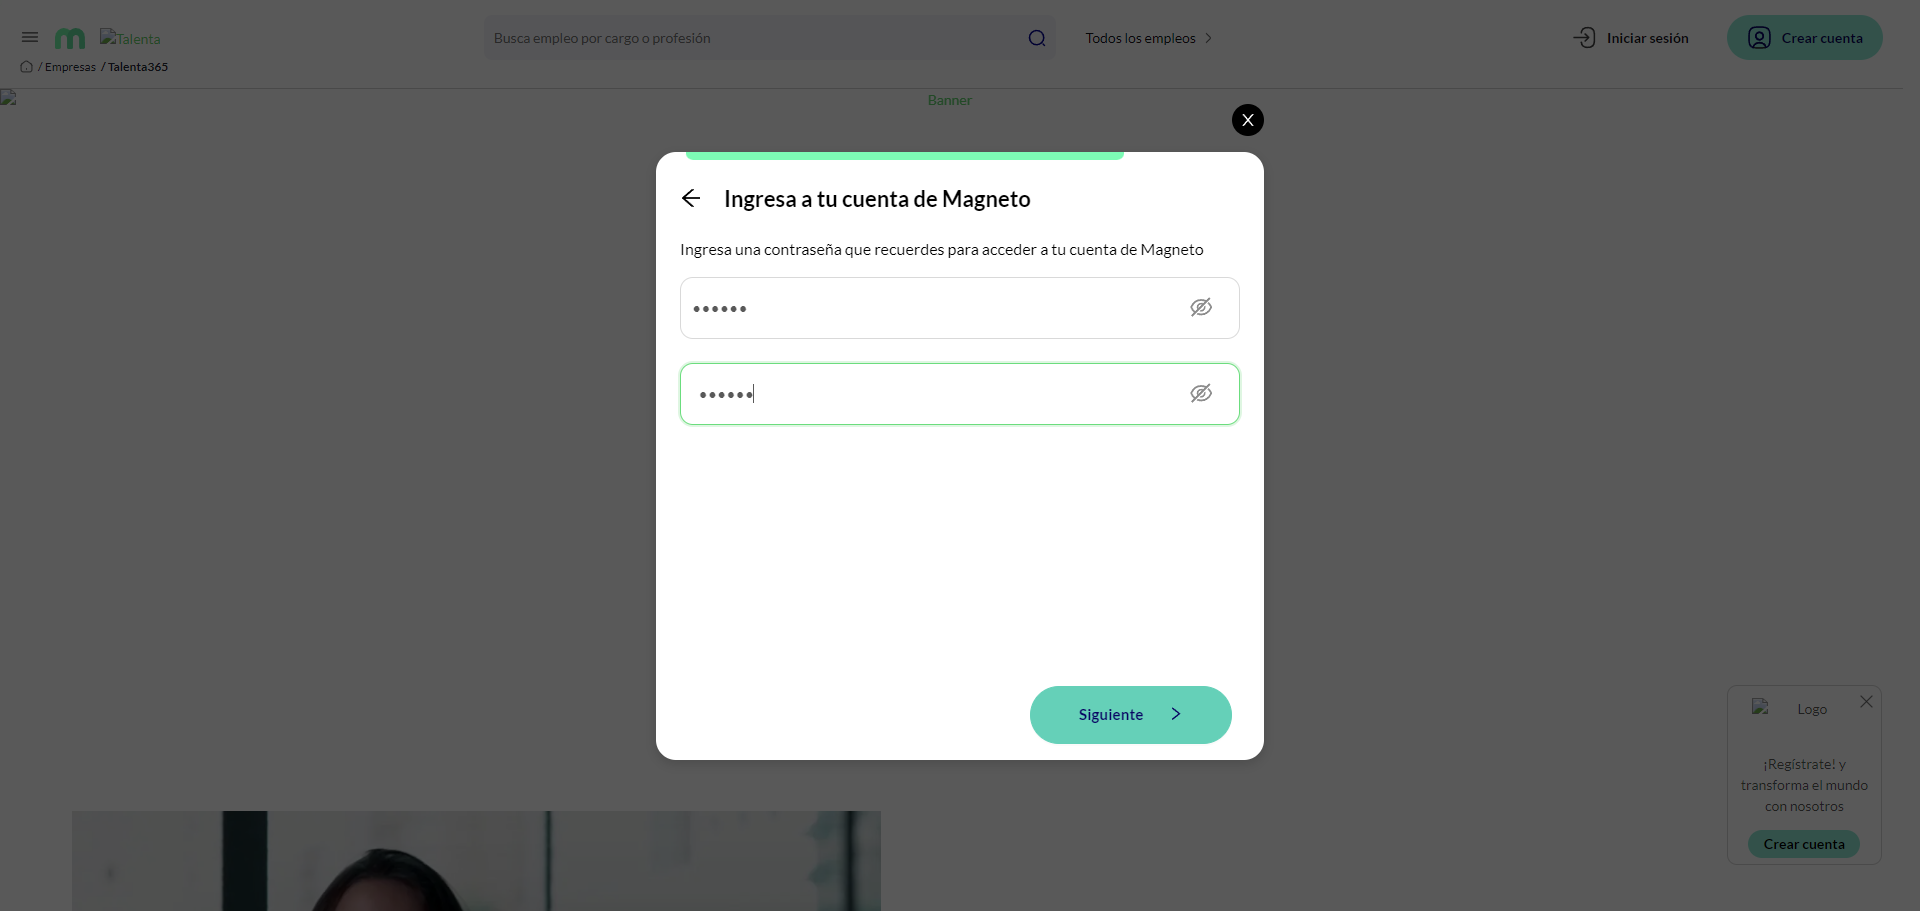 Talenta
Busca empleo por cargo o profesión
Todos los empleos
Iniciar sesión
Crear cuenta
/ Empresas / Talenta365
Banner
X
Ingresa a tu cuenta de Magneto
Ingresa una contraseña que recuerdes para acceder a tu cuenta de Magneto
••••••
••••••
Siguiente
Logo
¡Regístrate! y
transforma el mundo
con nosotros
Crear cuenta